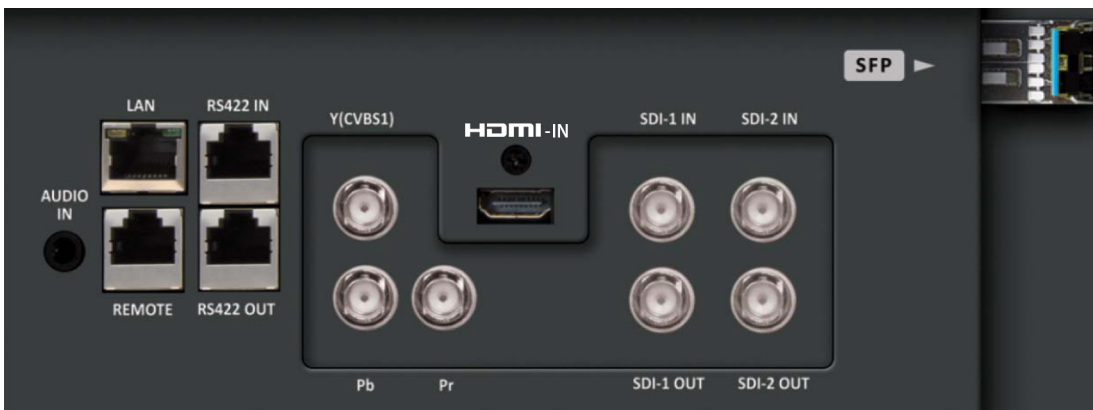 SFP
LAN
RS422 IN
Y(CVBS1)
HDMI-IN
SDI-1 IN
SDI-2 IN
AUDIO
IN
REMOTE
RS422 OUT
Pb
Pr
SDI-1 OUT
SDI-2 OUT